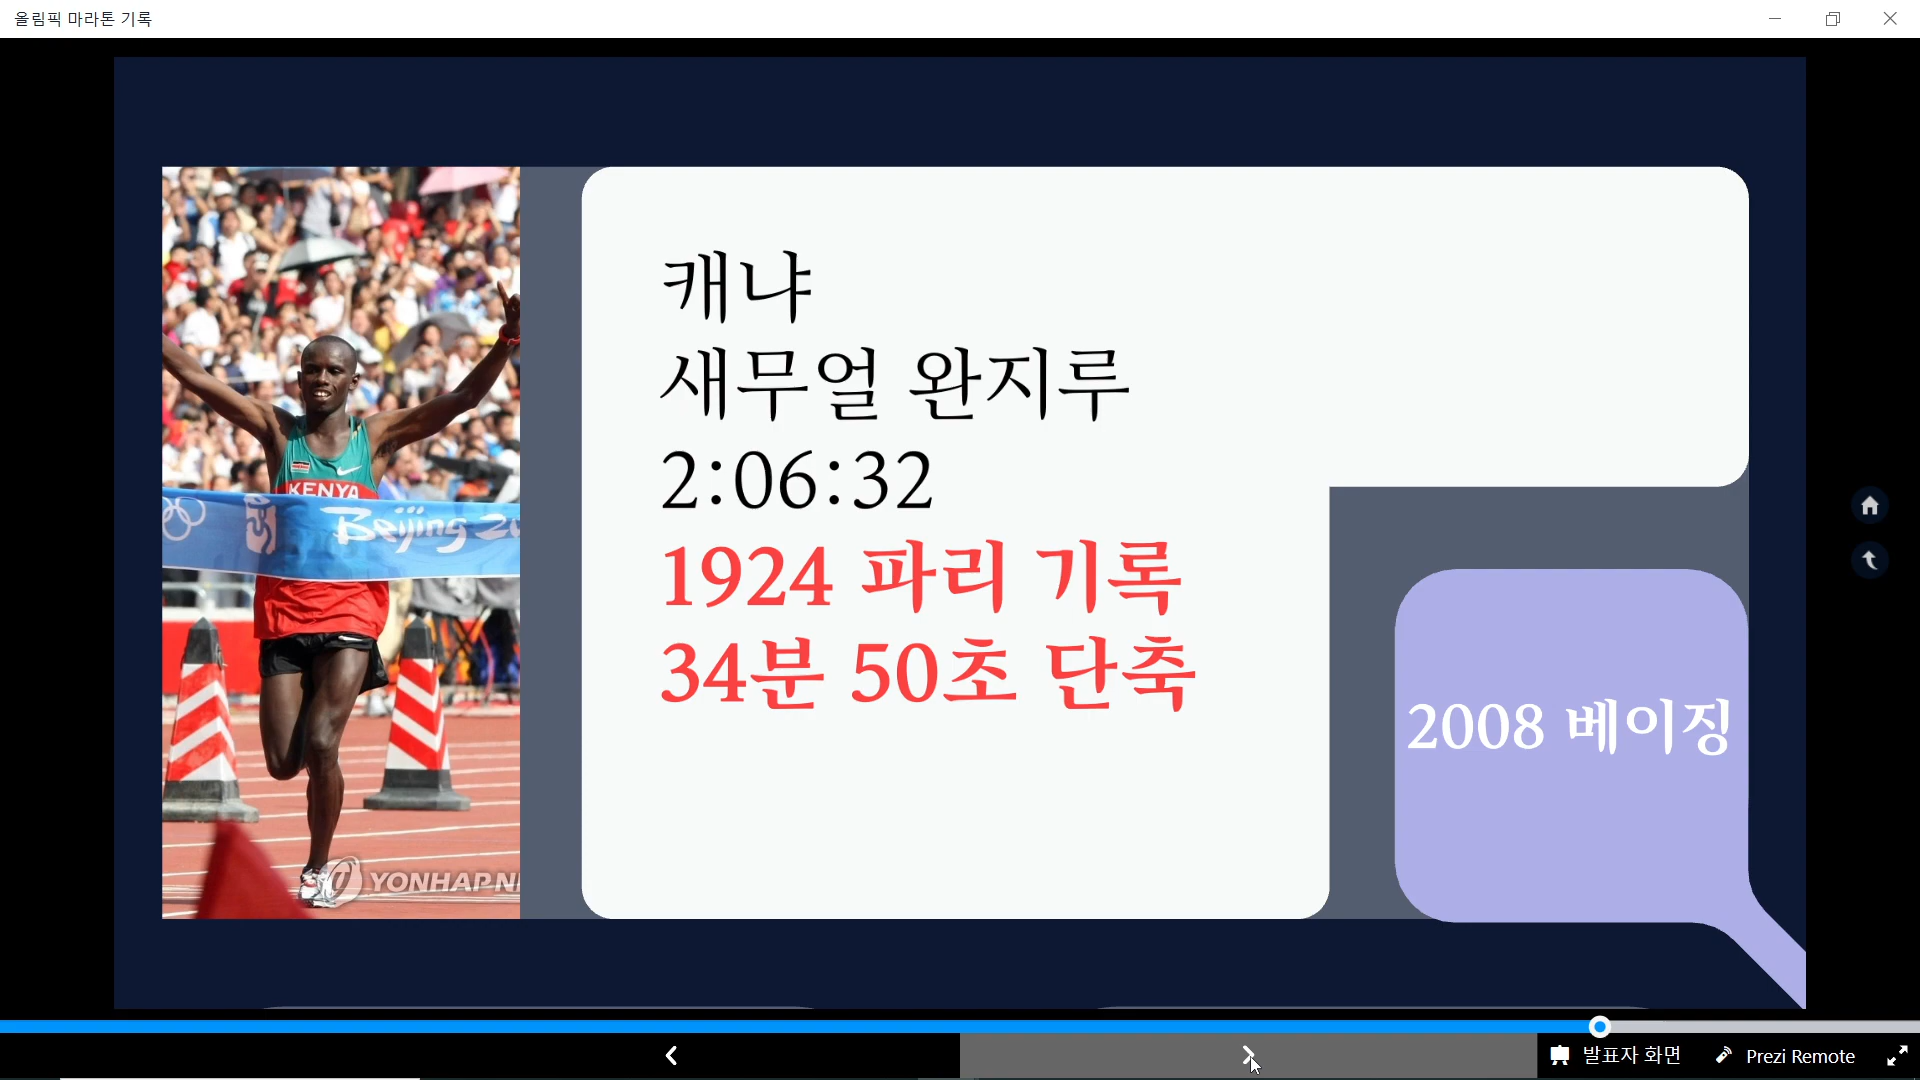 올림픽 마라톤 기록
캐냐
새무얼 완지루
2:06:32
1924 파리 기록
34분 50초 단축
2008 베이징
KENYA
Beijing 2
YONHAP N
발표자 화면
Prezi Remote